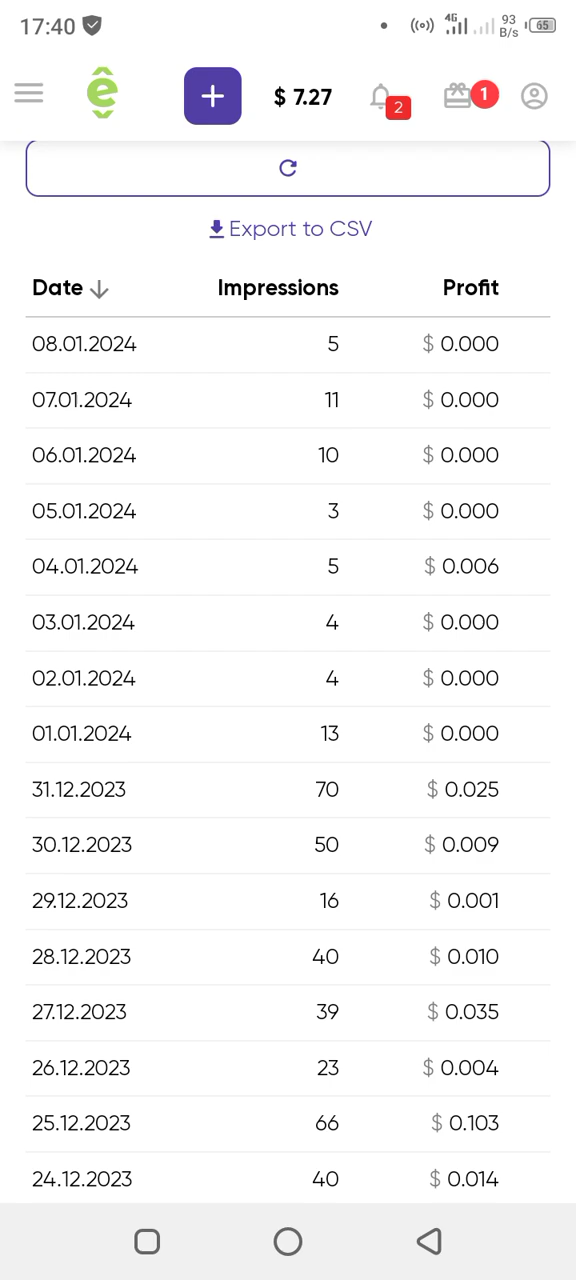 17:40 4G 93 B/s 65
ê + $ 7.27 2 1
Export to CSV
Date Impressions Profit
08.01.2024 5 $ 0.000
07.01.2024 11 $ 0.000
06.01.2024 10 $ 0.000
05.01.2024 3 $ 0.000
04.01.2024 5 $ 0.006
03.01.2024 4 $ 0.000
02.01.2024 4 $ 0.000
01.01.2024 13 $ 0.000
31.12.2023 70 $ 0.025
30.12.2023 50 $ 0.009
29.12.2023 16 $ 0.001
28.12.2023 40 $ 0.010
27.12.2023 39 $ 0.035
26.12.2023 23 $ 0.004
25.12.2023 66 $ 0.103
24.12.2023 40 $ 0.014